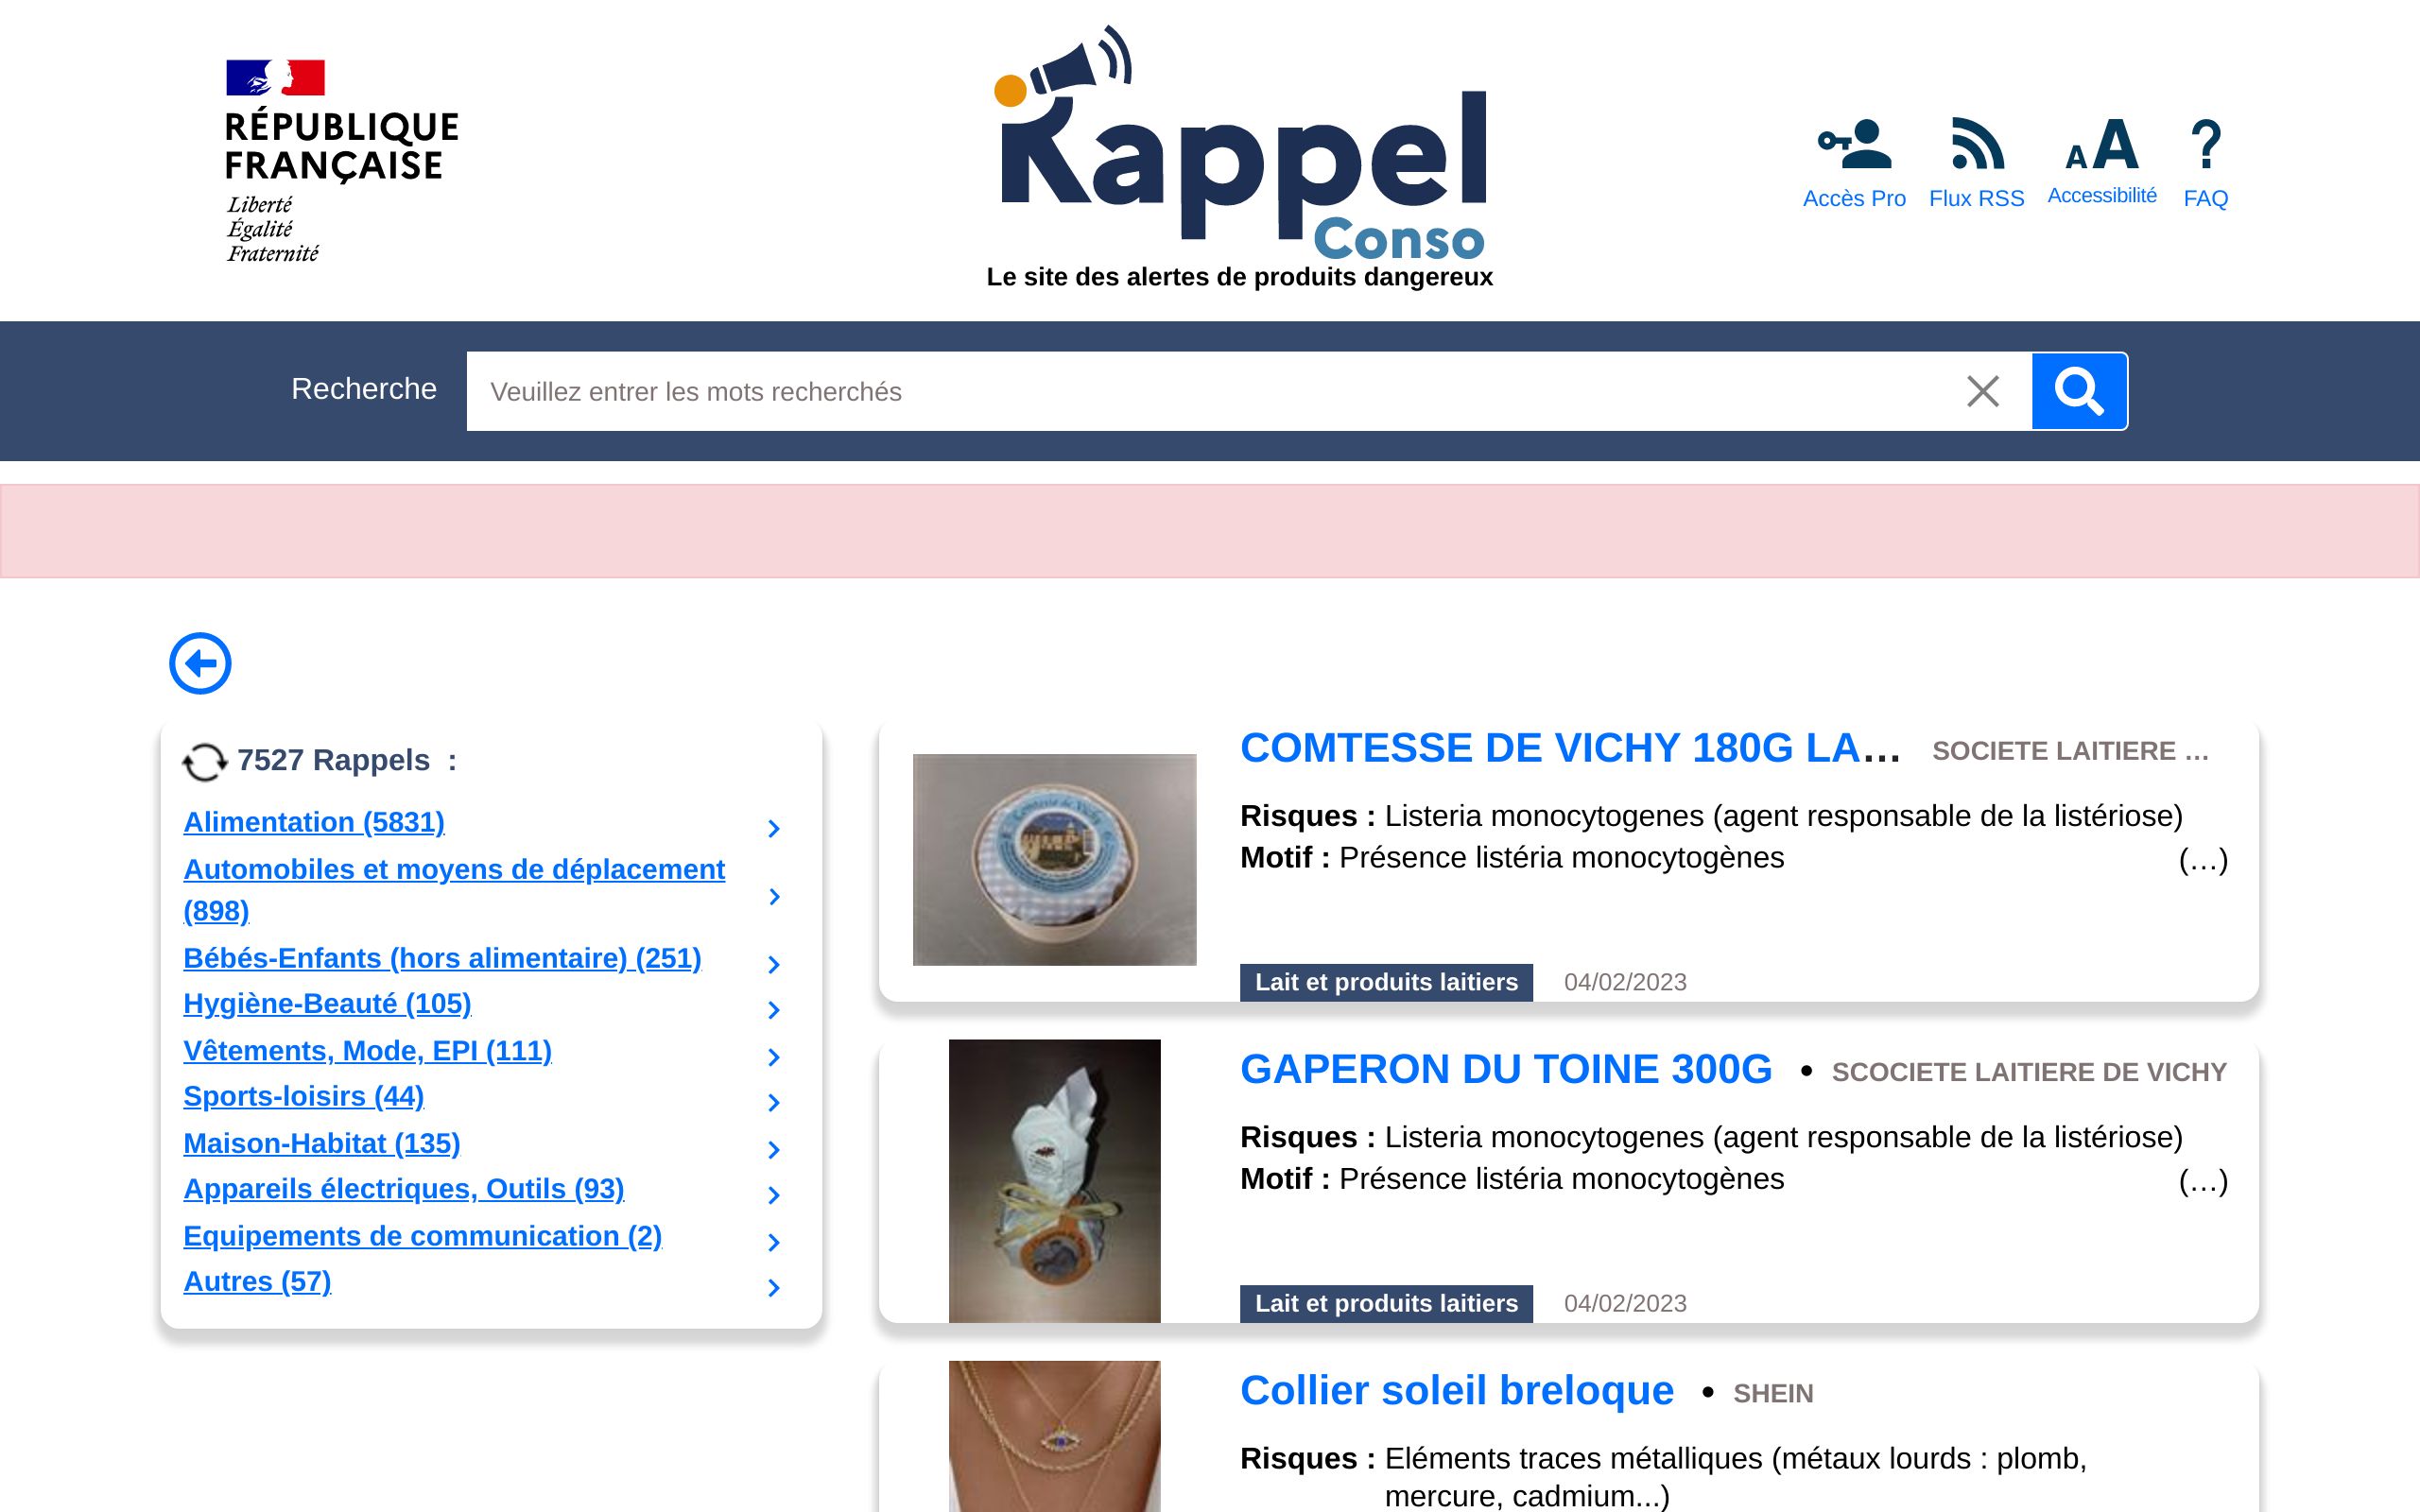 RÉPUBLIQUE
FRANÇAISE
Liberté
Égalité
Fraternité
Rappel
Conso
Le site des alertes de produits dangereux
Accès Pro
Flux RSS
AA
Accessibilité
?
FAQ
Recherche
Veuillez entrer les mots recherchés
7527 Rappels :
Alimentation (5831)
Automobiles et moyens de déplacement
(898)
Bébés-Enfants (hors alimentaire) (251)
Hygiène-Beauté (105)
Vêtements, Mode, EPI (111)
Sports-loisirs (44)
Maison-Habitat (135)
Appareils électriques, Outils (93)
Equipements de communication (2)
Autres (57)
COMTESSE DE VICHY 180G LA… SOCIETE LAITIERE …
Comtesse de Vichy
Risques : Listeria monocytogenes (agent responsable de la listériose)
Motif : Présence listéria monocytogènes (…)
Lait et produits laitiers 04/02/2023
GAPERON DU TOINE 300G • SCOCIETE LAITIERE DE VICHY
Risques : Listeria monocytogenes (agent responsable de la listériose)
Motif : Présence listéria monocytogènes (…)
Lait et produits laitiers 04/02/2023
Collier soleil breloque • SHEIN
Risques : Eléments traces métalliques (métaux lourds : plomb,
mercure, cadmium...)